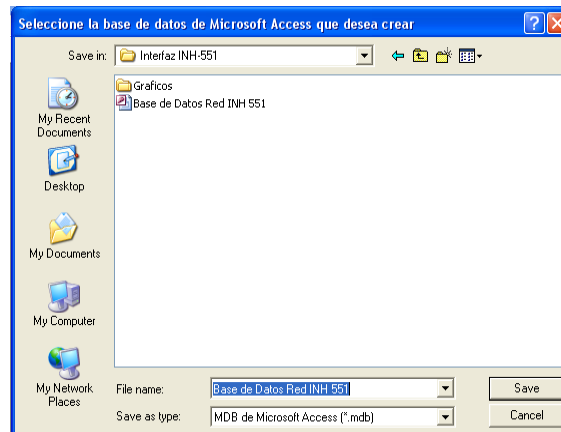 Seleccione la base de datos de Microsoft Access que desea crear
Save in:
Interfaz INH-551
Graficos
Base de Datos Red INH 551
My Recent
Documents
Desktop
My Documents
My Computer
My Network
Places
File name:
Base de Datos Red INH 551
Save
Save as type:
MDB de Microsoft Access (*.mdb)
Cancel